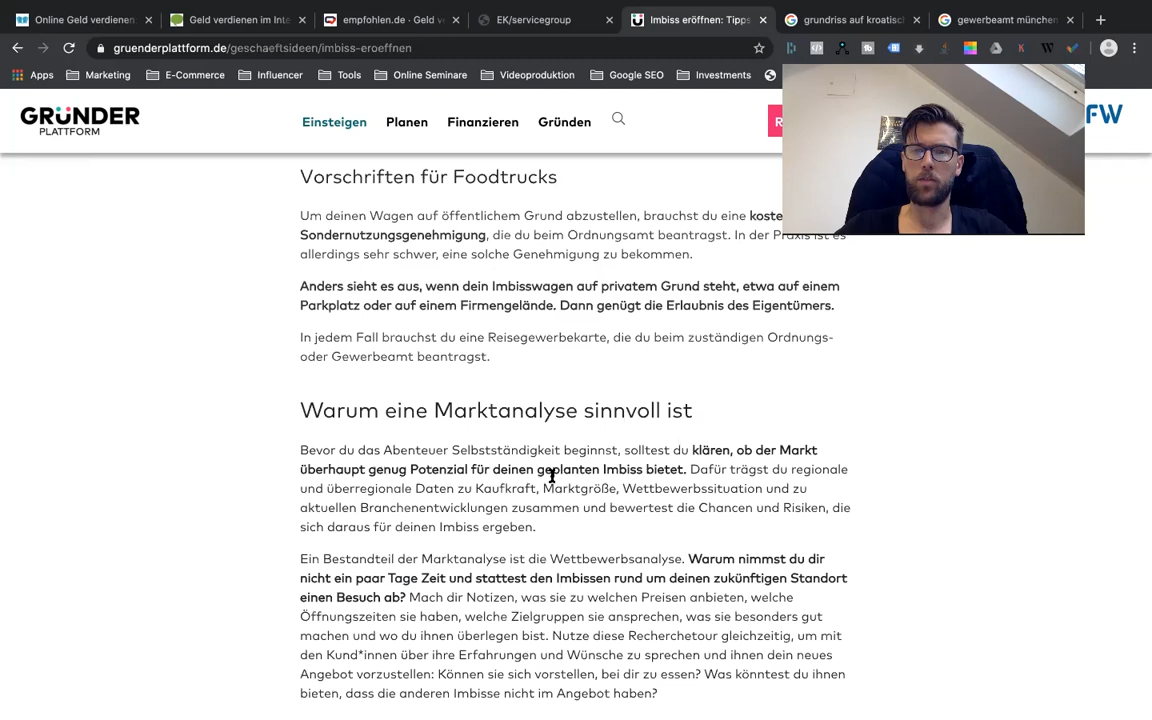 Online Geld verdienen:
Geld verdienen im Inte
empfohlen.de - Geld v
EK/servicegroup
Imbiss eröffnen: Tipps
grundriss auf kroatisch
gewerbeamt münchen
gruenderplattform.de/geschaeftsideen/imbiss-eroeffnen
Apps
Marketing
E-Commerce
Influencer
Tools
Online Seminare
Videoproduktion
Google SEO
Investments
GRÜNDER
PLATTFORM
Einsteigen
Planen
Finanzieren
Gründen
R
FW
Vorschriften für Foodtrucks
Um deinen Wagen auf öffentlichem Grund abzustellen, brauchst du eine koste
Sondernutzungsgenehmigung, die du beim Ordnungsamt beantragst. In der Praxis ist es
allerdings sehr schwer, eine solche Genehmigung zu bekommen.
Anders sieht es aus, wenn dein Imbisswagen auf privatem Grund steht, etwa auf einem
Parkplatz oder auf einem Firmengelände. Dann genügt die Erlaubnis des Eigentümers.
In jedem Fall brauchst du eine Reisegewerbekarte, die du beim zuständigen Ordnungs-
oder Gewerbeamt beantragst.
Warum eine Marktanalyse sinnvoll ist
Bevor du das Abenteuer Selbstständigkeit beginnst, solltest du klären, ob der Markt
überhaupt genug Potenzial für deinen geplanten Imbiss bietet. Dafür trägst du regionale
und überregionale Daten zu Kaufkraft, Marktgröße, Wettbewerbssituation und zu
aktuellen Branchenentwicklungen zusammen und bewertest die Chancen und Risiken, die
sich daraus für deinen Imbiss ergeben.
Ein Bestandteil der Marktanalyse ist die Wettbewerbsanalyse. Warum nimmst du dir
nicht ein paar Tage Zeit und stattest den Imbissen rund um deinen zukünftigen Standort
einen Besuch ab? Mach dir Notizen, was sie zu welchen Preisen anbieten, welche
Öffnungszeiten sie haben, welche Zielgruppen sie ansprechen, was sie besonders gut
machen und wo du ihnen überlegen bist. Nutze diese Recherchetour gleichzeitig, um mit
den Kund*innen über ihre Erfahrungen und Wünsche zu sprechen und ihnen dein neues
Angebot vorzustellen: Können sie sich vorstellen, bei dir zu essen? Was könntest du ihnen
bieten, dass die anderen Imbisse nicht im Angebot haben?